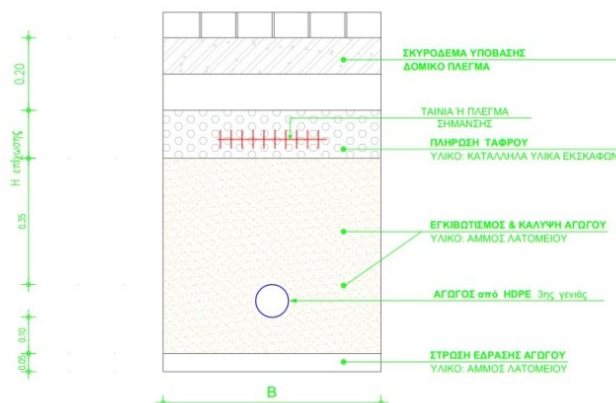 ΣΚΥΡΟΔΕΜΑ ΥΠΟΒΑΣΗΣ
ΔΟΜΙΚΟ ΠΛΕΓΜΑ
0.20
ΤΑΙΝΙΑ Ή ΠΛΕΓΜΑ
ΣΗΜΑΝΣΗΣ
ΠΛΗΡΩΣΗ ΤΑΦΡΟΥ
ΥΛΙΚΟ: ΚΑΤΑΛΛΗΛΑ ΥΛΙΚΑ ΕΚΣΚΑΦΩΝ
Η επίχωσης
0.35
ΕΓΚΙΒΩΤΙΣΜΟΣ & ΚΑΛΥΨΗ ΑΓΩΓΟΥ
ΥΛΙΚΟ: ΑΜΜΟΣ ΛΑΤΟΜΕΙΟΥ
ΑΓΩΓΟΣ από HDPE 3ης γενιάς
0.10
0.05
ΣΤΡΩΣΗ ΕΔΡΑΣΗΣ ΑΓΩΓΟΥ
ΥΛΙΚΟ: ΑΜΜΟΣ ΛΑΤΟΜΕΙΟΥ
Β